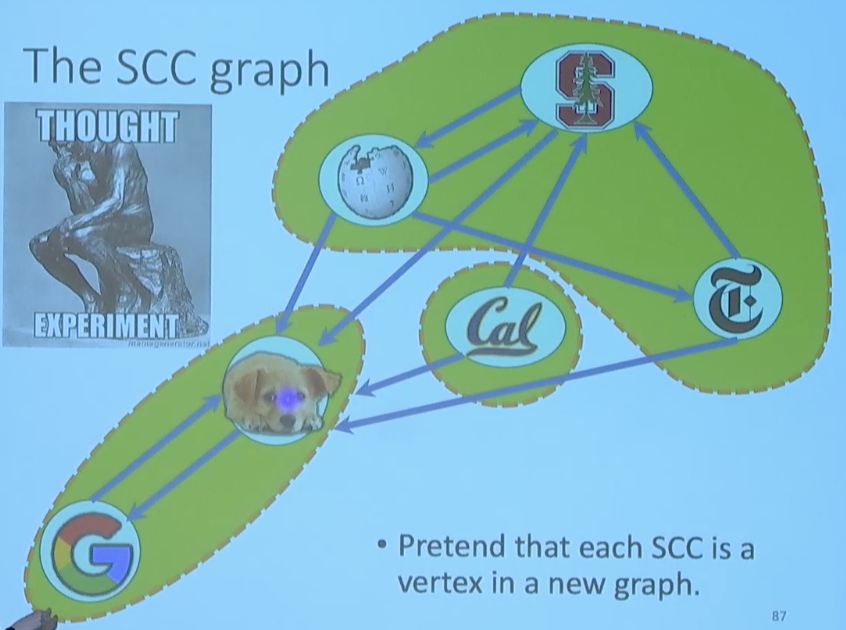 The SCC graph
THOUGHT
EXPERIMENT
memegenerator.net
S
Ω W
И
Cal
T
G
• Pretend that each SCC is a
vertex in a new graph.
87